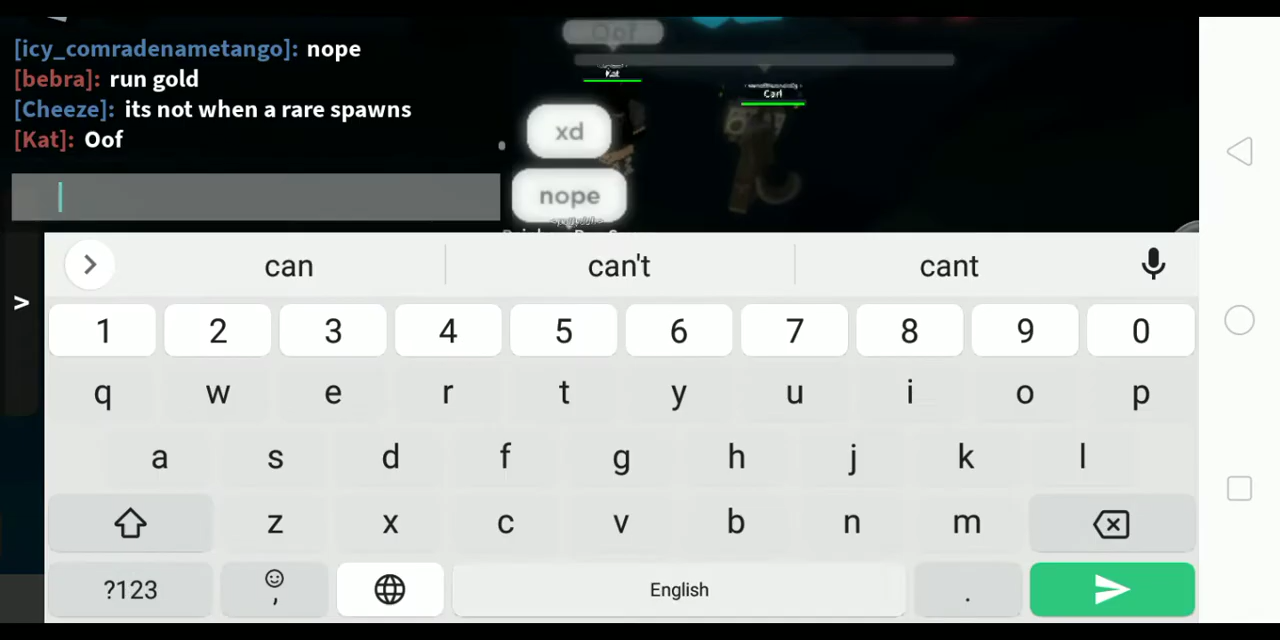 [icy_comradenametango]: nope
[bebra]: run gold
[Cheeze]: its not when a rare spawns
[Kat]: Oof
Oof
Kat
Carl
xd
nope
can can't cant
>
1 2 3 4 5 6 7 8 9 0
q w e r t y u i o p
a s d f g h j k l
z x c v b n m
?123 , English .